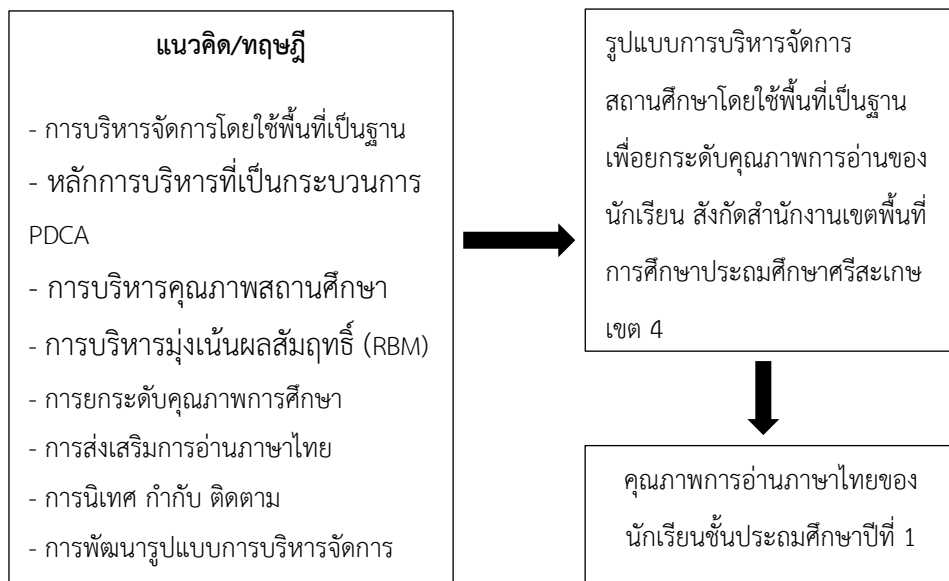 แนวคิด/ทฤษฎี
- การบริหารจัดการโดยใช้พื้นที่เป็นฐาน
- หลักการบริหารที่เป็นกระบวนการ
PDCA
- การบริหารคุณภาพสถานศึกษา
- การบริหารมุ่งเน้นผลสัมฤทธิ์ (RBM)
- การยกระดับคุณภาพการศึกษา
- การส่งเสริมการอ่านภาษาไทย
- การนิเทศ กำกับ ติดตาม
- การพัฒนารูปแบบการบริหารจัดการ
รูปแบบการบริหารจัดการ
สถานศึกษาโดยใช้พื้นที่เป็นฐาน
เพื่อยกระดับคุณภาพการอ่านของ
นักเรียน สังกัดสำนักงานเขตพื้นที่
การศึกษาประถมศึกษาศรีสะเกษ
เขต 4
คุณภาพการอ่านภาษาไทยของ
นักเรียนชั้นประถมศึกษาปีที่ 1